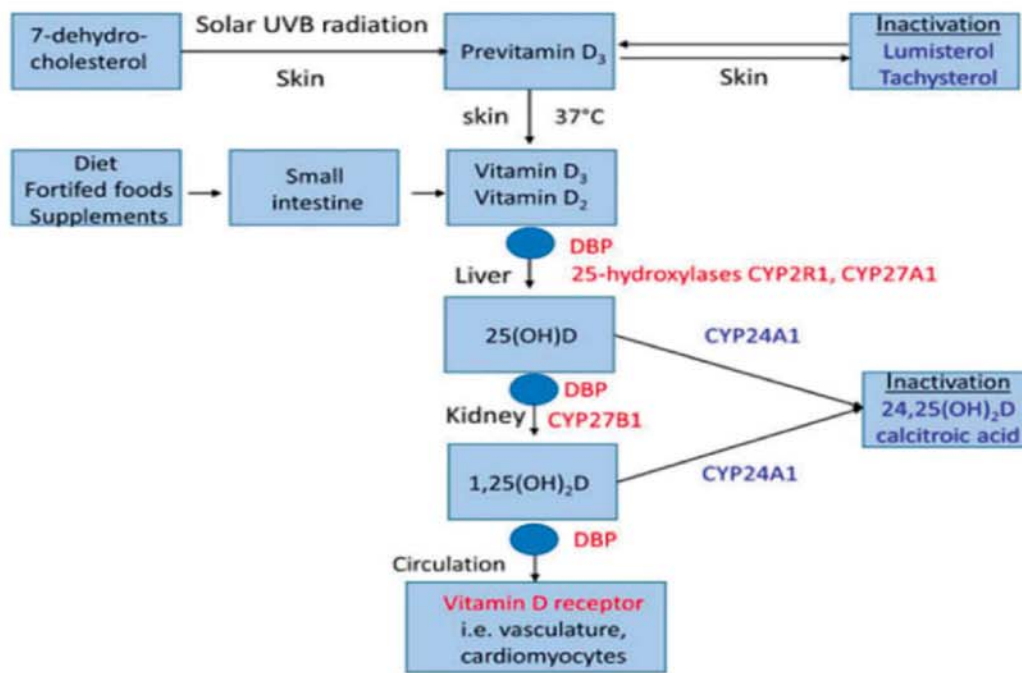 7-dehydro-
cholesterol
Solar UVB radiation
Skin
Previtamin D₃
Skin
Inactivation
Lumisterol
Tachysterol
skin 37°C
Diet
Fortifed foods
Supplements
Small
intestine
Vitamin D₃
Vitamin D₂
DBP
Liver
25-hydroxylases CYP2R1, CYP27A1
25(OH)D
CYP24A1
DBP
Kidney
CYP27B1
Inactivation
24,25(OH)₂D
calcitroic acid
1,25(OH)₂D
CYP24A1
DBP
Circulation
Vitamin D receptor
i.e. vasculature,
cardiomyocytes